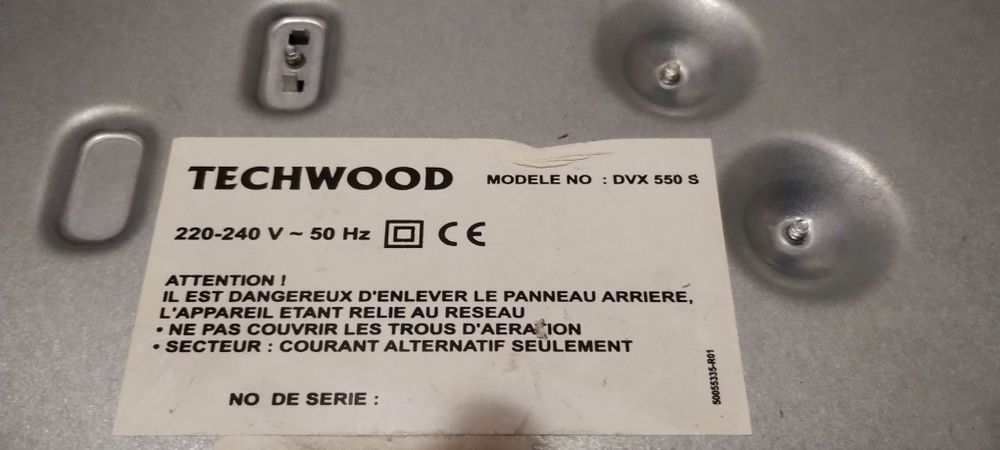 TECHWOOD MODELE NO : DVX 550 S
220-240 V ~ 50 Hz CE
ATTENTION !
IL EST DANGEREUX D'ENLEVER LE PANNEAU ARRIERE,
L'APPAREIL ETANT RELIE AU RESEAU
• NE PAS COUVRIR LES TROUS D'AERATION
• SECTEUR : COURANT ALTERNATIF SEULEMENT
NO DE SERIE :
50055335-R01